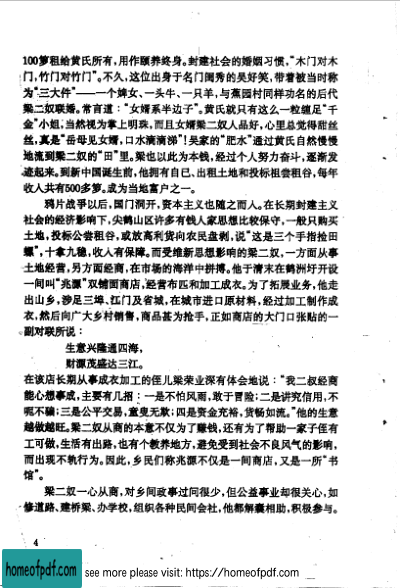 100箩租给黄氏所有,用作颐养终身。封建社会的婚姻习惯,“木门对木
门,竹门对竹门”。不久,这位出身于名门闺秀的吴好笑,带着被当时称
为“三大件”——一个婢女、一头牛、一只羊,与蕉园村同样功名的后代
梁二奴联婚。常言道:“女婿系半边子”。黄氏就只有这么一粒缠足“千
金”小姐,当然视为掌上明珠,而且女婿梁二奴人品好,心里总觉得甜丝
丝,真是“岳母见女婿,口水滴滴涕”!吴家的“肥水”通过黄氏自然慢慢
地流到梁二奴的“田”里。梁也以此为本钱,经过个人努力奋斗,逐渐发
迹起来。到新中国诞生前,他拥有自已、出租土地和投标祖尝租谷,每年
收入共有500多箩。成为当地富户之一。
鸦片战爭以后,国门洞开,资本主义也随之而人。在长期封建主义
社会的经济影响下,尖鹤山区许多有钱人家思想比较保守,一般只购买
土地,投标公尝租谷,或放高利贷向农民盘剥,说“这是三个手指捡田
螺”,十拿九稳,收人有保障。而受维新思想影响的梁二奴,一方面从事
土地经营,另方面经商,在市场的海洋中拼搏。他于清末在鹤洲圩开设
一间叫“兆源”双铺面商店,经营布匹和加工成衣。为了拓展业务,他走
出山乡,涉足三埠、江门及省城,在城市进口原材料,经过加工制作成
衣,然后向广大乡村销售,商品甚为抢手,正如商店的大门口张贴的一
副对联所说:
生意兴隆通四海,
财源茂盛达三江。
在该店长期从事成衣加工的侄儿梁荣业深有体会地说:“我二叔经商
能心想事成,主要有几招:一是不怕风雨,敢于冒险;二是讲究信用,不
呃不骗;三是公平交易,童叟无欺;四是资金充裕,货畅如流。”他的生意
越做越旺。梁二奴从商的本意不仅为了赚钱,还有为了帮助一家子侄有
工可做,生活有出路,也有个教养地方,避免受到社会不良风气的影响,
而出现不轨行为。因此,乡民们称兆源不仅是一间商店,又是一所“书
馆”。
梁二奴一心从商,对乡间政事过问很少,但公益事业却很关心,如
修道路、建桥梁、办学校,组织各种民间会社,他都解囊相助,积极参与。
4
homeofpdf.com
see more please visit: https://homeofpdf.com